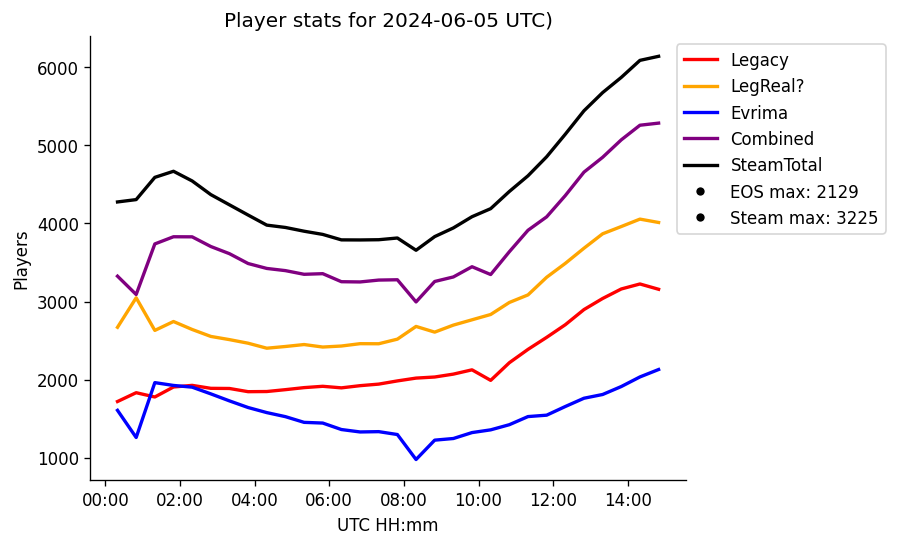 Player stats for 2024-06-05 UTC)
Players
6000
5000
4000
3000
2000
1000
00:00 02:00 04:00 06:00 08:00 10:00 12:00 14:00
UTC HH:mm
Legacy
LegReal?
Evrima
Combined
SteamTotal
EOS max: 2129
Steam max: 3225